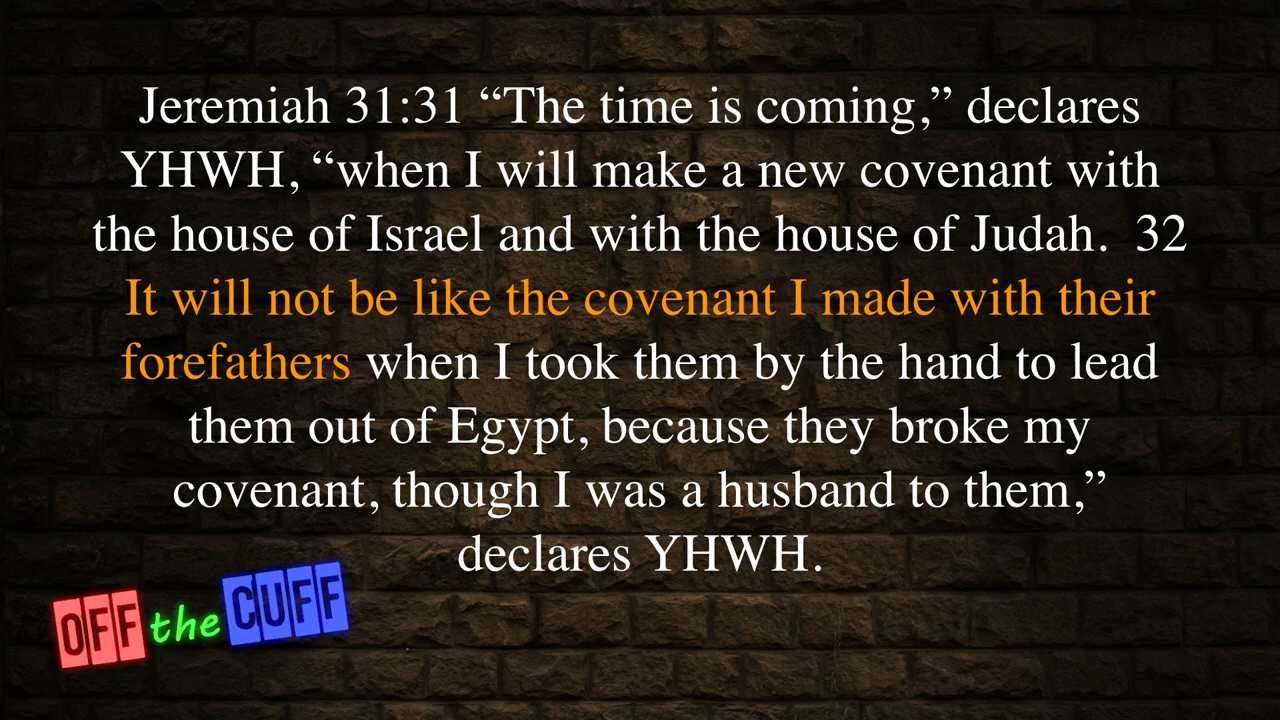 Jeremiah 31:31 “The time is coming,” declares
YHWH, “when I will make a new covenant with
the house of Israel and with the house of Judah.  32
It will not be like the covenant I made with their
forefathers when I took them by the hand to lead
them out of Egypt, because they broke my
covenant, though I was a husband to them,”
declares YHWH.
OFF the CUFF